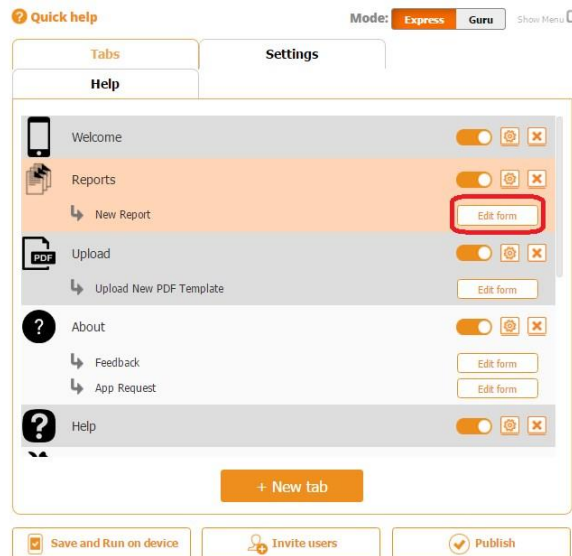 Quick help
Mode: Express Guru Show Menu
Tabs Settings
Help
Welcome
Reports
New Report Edit form
Upload
PDF
Upload New PDF Template Edit form
About
Feedback Edit form
App Request Edit form
Help
+ New tab
Save and Run on device Invite users Publish